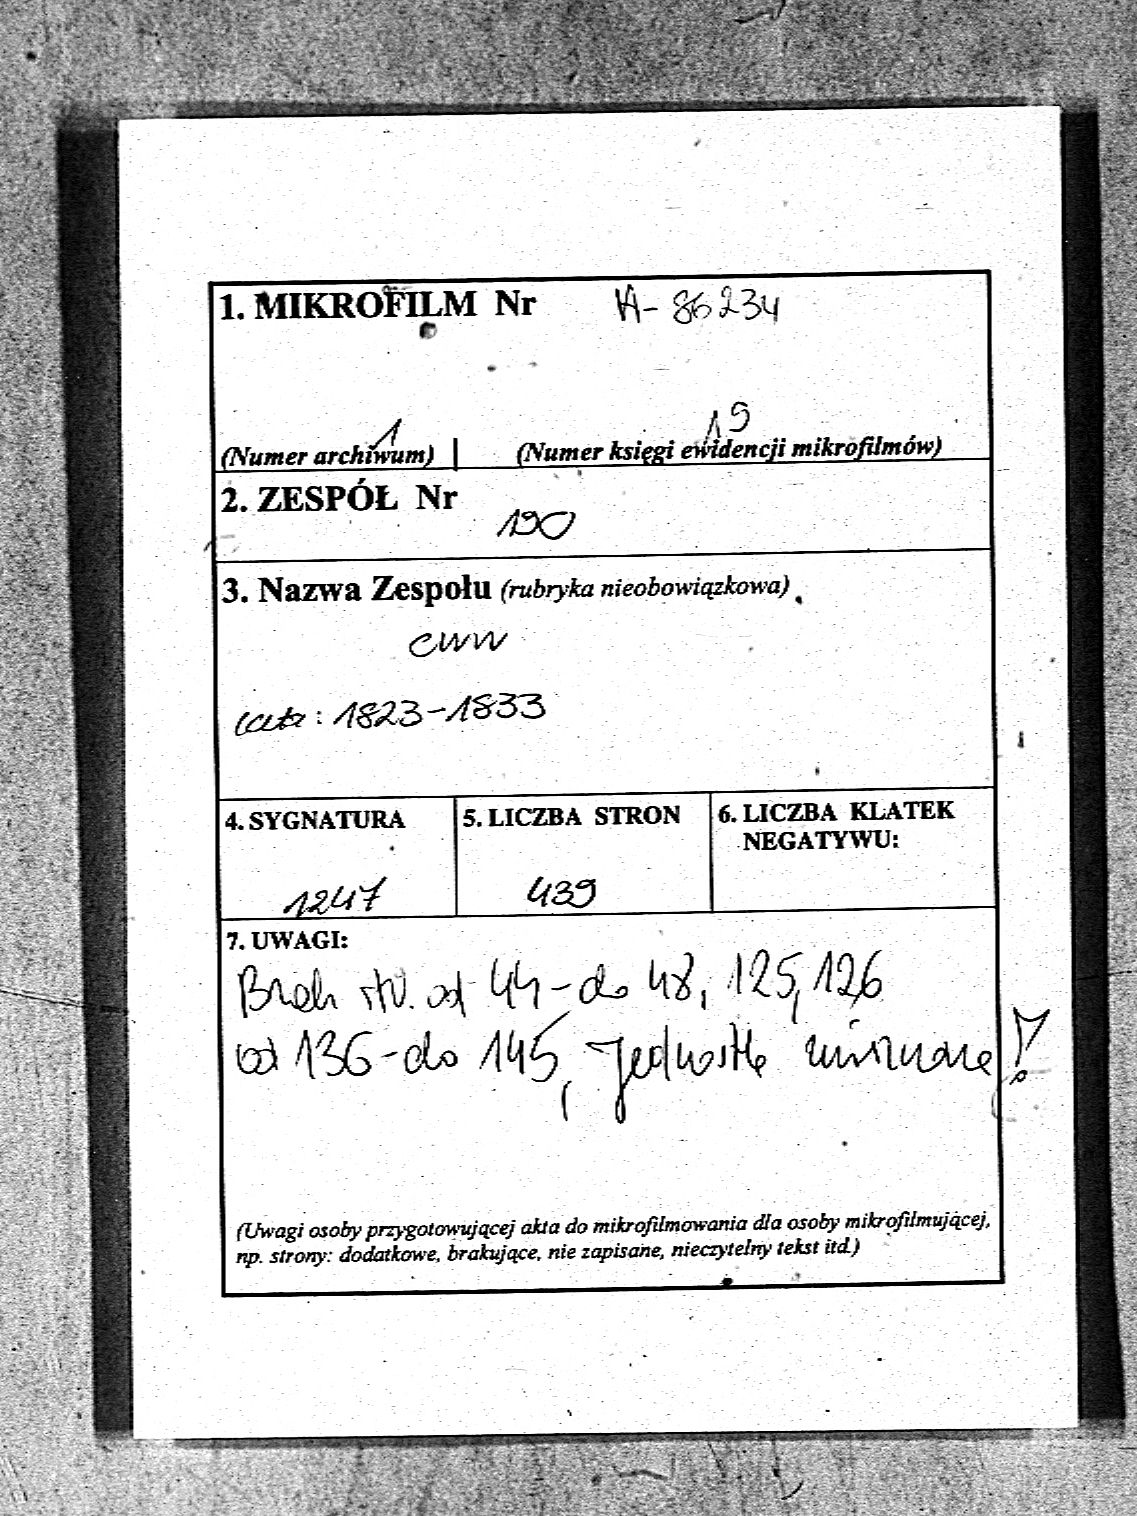 1. MIKROFILM Nr A-86234
1 19
(Numer archiwum) (Numer księgi ewidencji mikrofilmów)
2. ZESPÓŁ Nr
190
3. Nazwa Zespołu (rubryka nieobowiązkowa)
CWW
lata: 1823-1833
4. SYGNATURA 5. LICZBA STRON 6. LICZBA KLATEK
NEGATYWU:
1247 439
7. UWAGI:
Brak str. od 44-do 48, 125, 126
od 136-do 145, jednostka !
(Uwagi osoby przygotowującej akta do mikrofilmowania dla osoby mikrofilmującej,
np. strony: dodatkowe, brakujące, nie zapisane, nieczytelny tekst itd.)